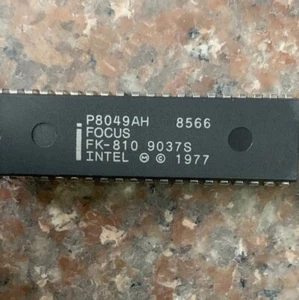 P8049AH 8566
FOCUS
FK-810 9037S
INTEL Ⓜ © 1977